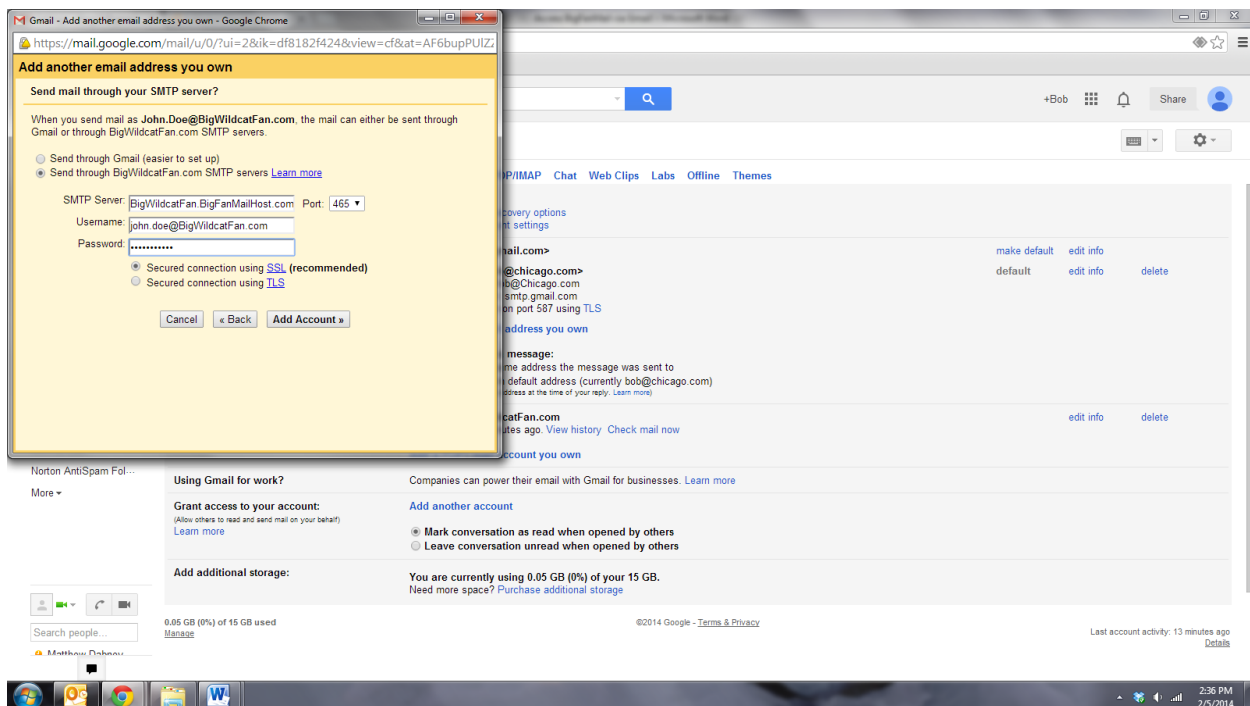 Gmail - Add another email address you own - Google Chrome
https://mail.google.com/mail/u/0/?ui=2&ik=df8182f424&view=cf&at=AF6bupPUlZ
Add another email address you own
Send mail through your SMTP server?
When you send mail as John.Doe@BigWildcatFan.com, the mail can either be sent through
Gmail or through BigWildcatFan.com SMTP servers.
Send through Gmail (easier to set up)
Send through BigWildcatFan.com SMTP servers Learn more
SMTP Server: BigWildcatFan.BigFanMailHost.com Port: 465
Username: john.doe@BigWildcatFan.com
Password: •••••••••••
Secured connection using SSL (recommended)
Secured connection using TLS
Cancel « Back Add Account »
+Bob Share
P/IMAP Chat Web Clips Labs Offline Themes
covery options
nt settings
ail.com> make default edit info
@chicago.com> default edit info delete
b@Chicago.com
smtp.gmail.com
on port 587 using TLS
address you own
message:
me address the message was sent to
default address (currently bob@chicago.com)
ddress at the time of your reply. Learn more)
catFan.com edit info delete
utes ago. View history Check mail now
ccount you own
Norton AntiSpam Fol...
More
Using Gmail for work? Companies can power their email with Gmail for businesses. Learn more
Grant access to your account: Add another account
(Allow others to read and send mail on your behalf)
Learn more
Mark conversation as read when opened by others
Leave conversation unread when opened by others
Add additional storage: You are currently using 0.05 GB (0%) of your 15 GB.
Need more space? Purchase additional storage
Search people...
Matthew Dabney
0.05 GB (0%) of 15 GB used
Manage
©2014 Google - Terms & Privacy
Last account activity: 13 minutes ago
Details
2:36 PM
2/5/2014